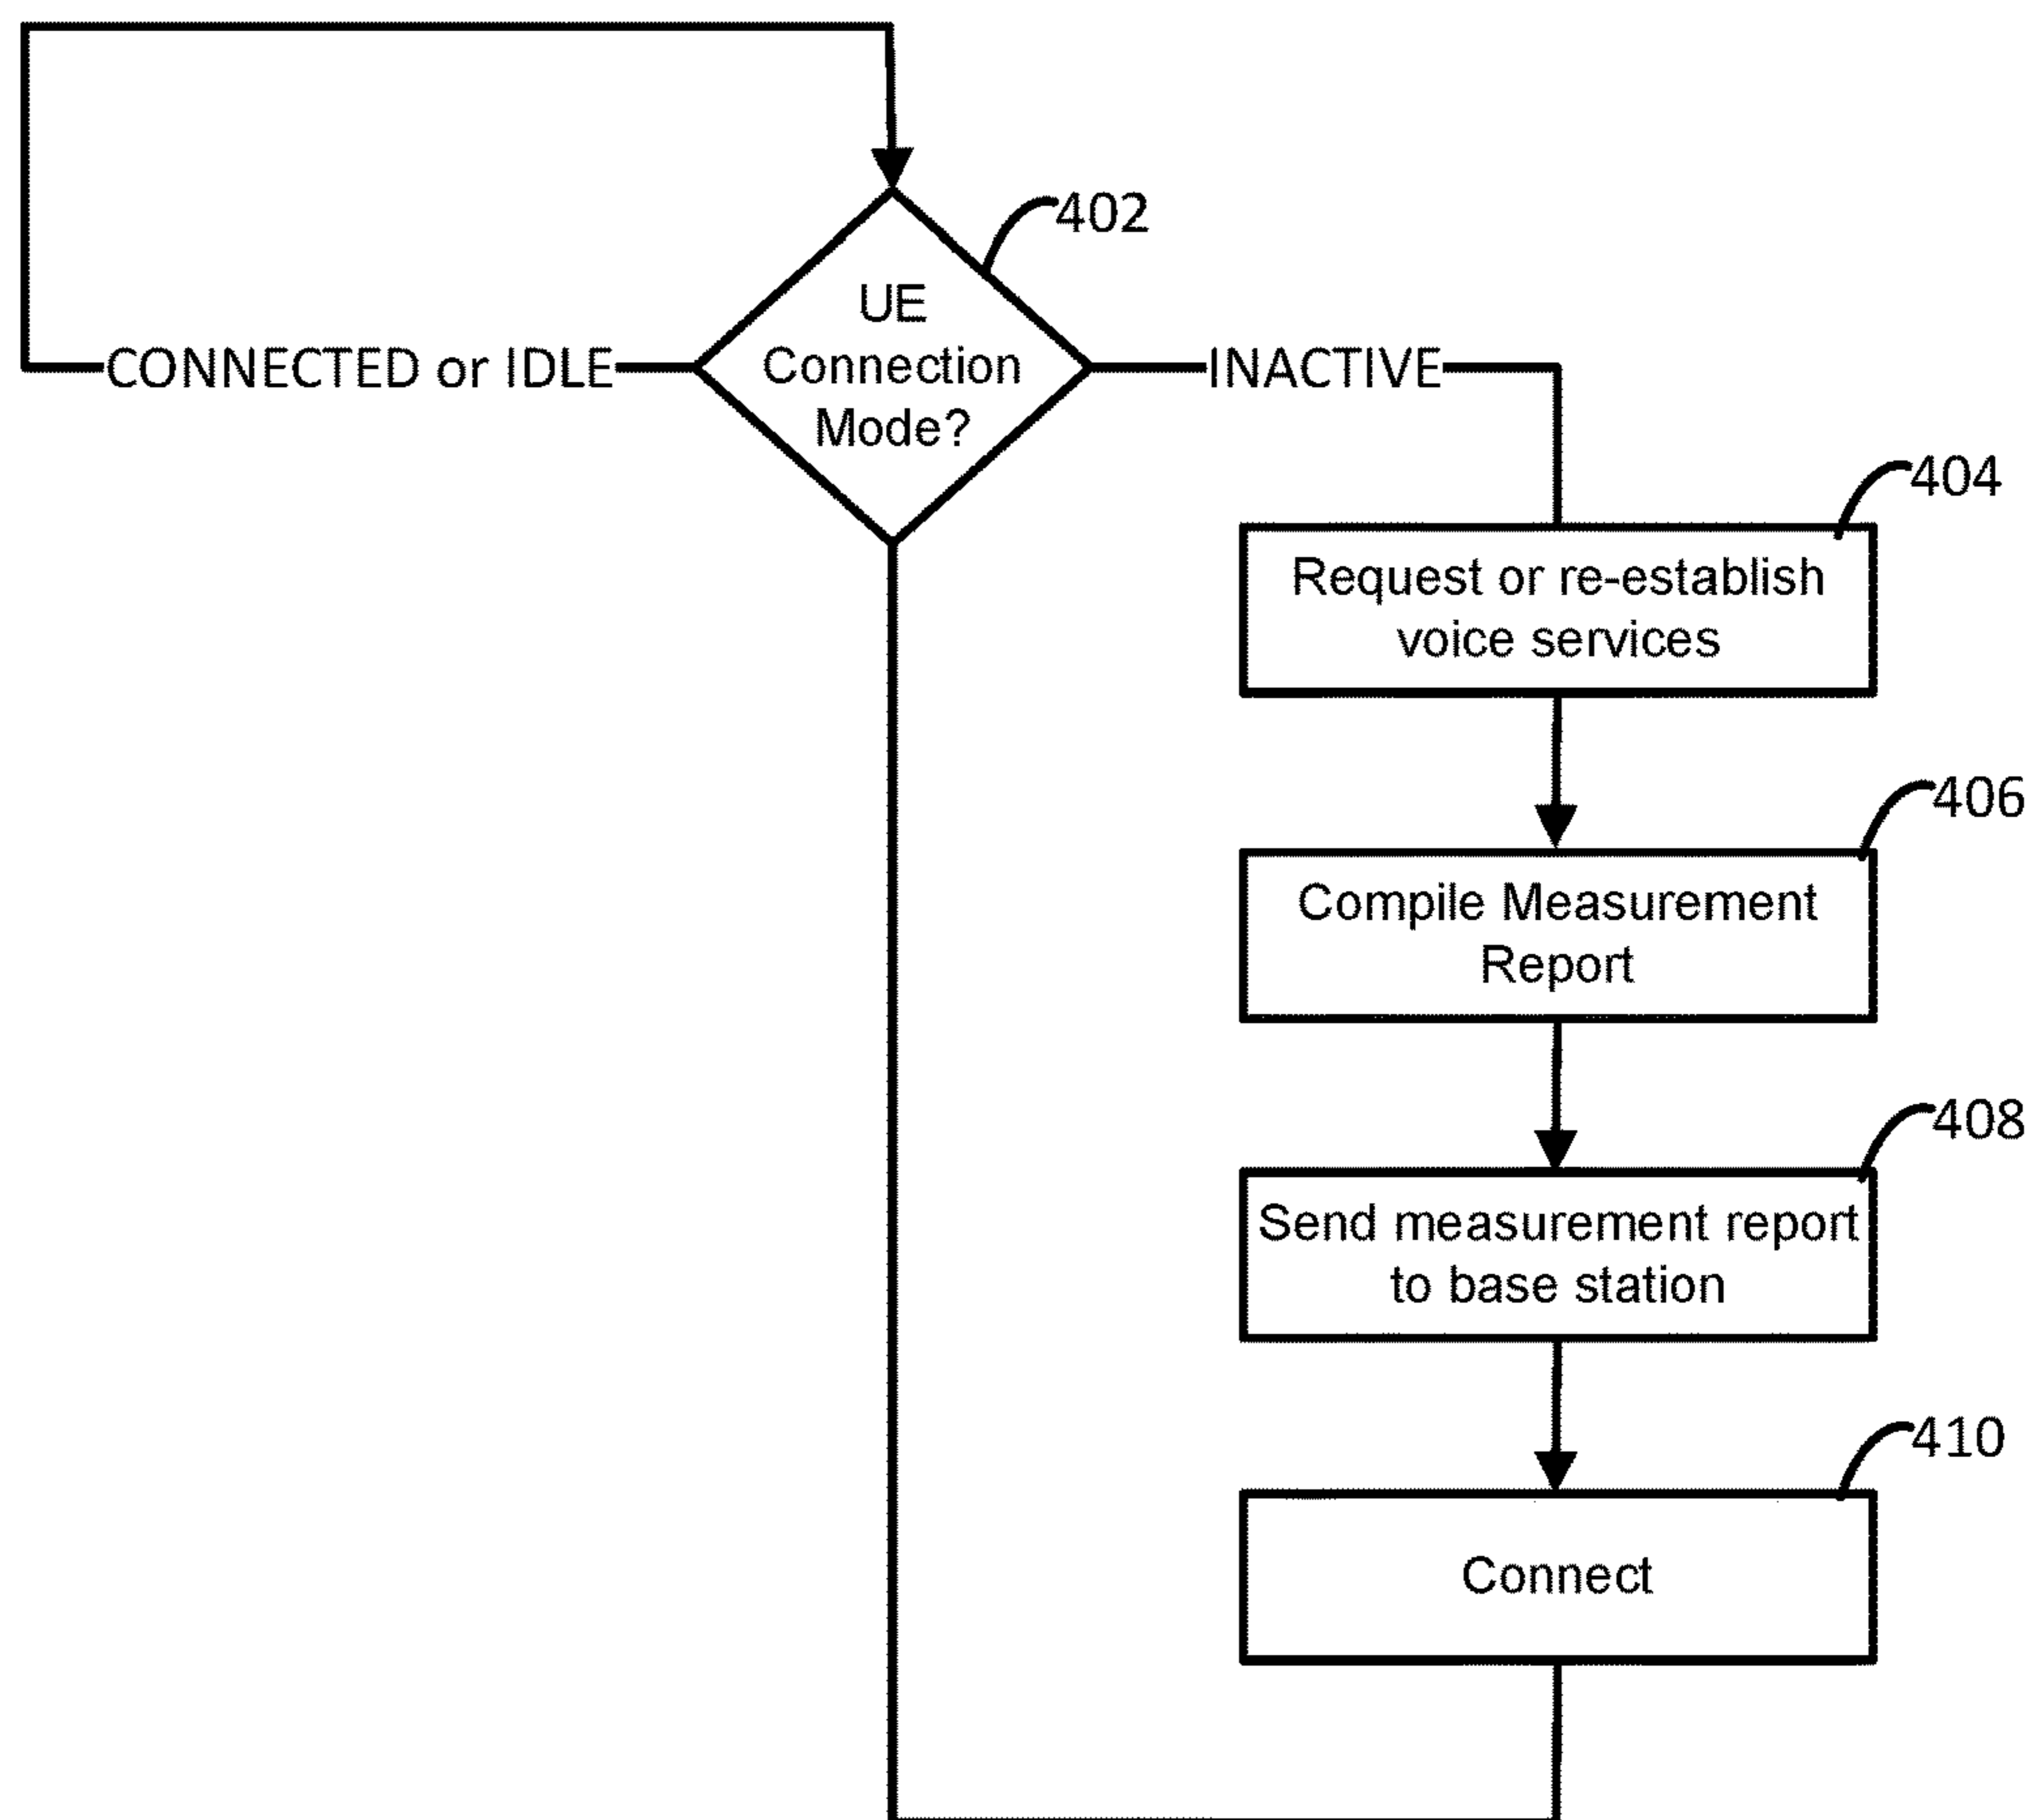 402
UE
Connection
Mode?
CONNECTED or IDLE
INACTIVE
404
Request or re-establish
voice services
406
Compile Measurement
Report
408
Send measurement report
to base station
410
Connect